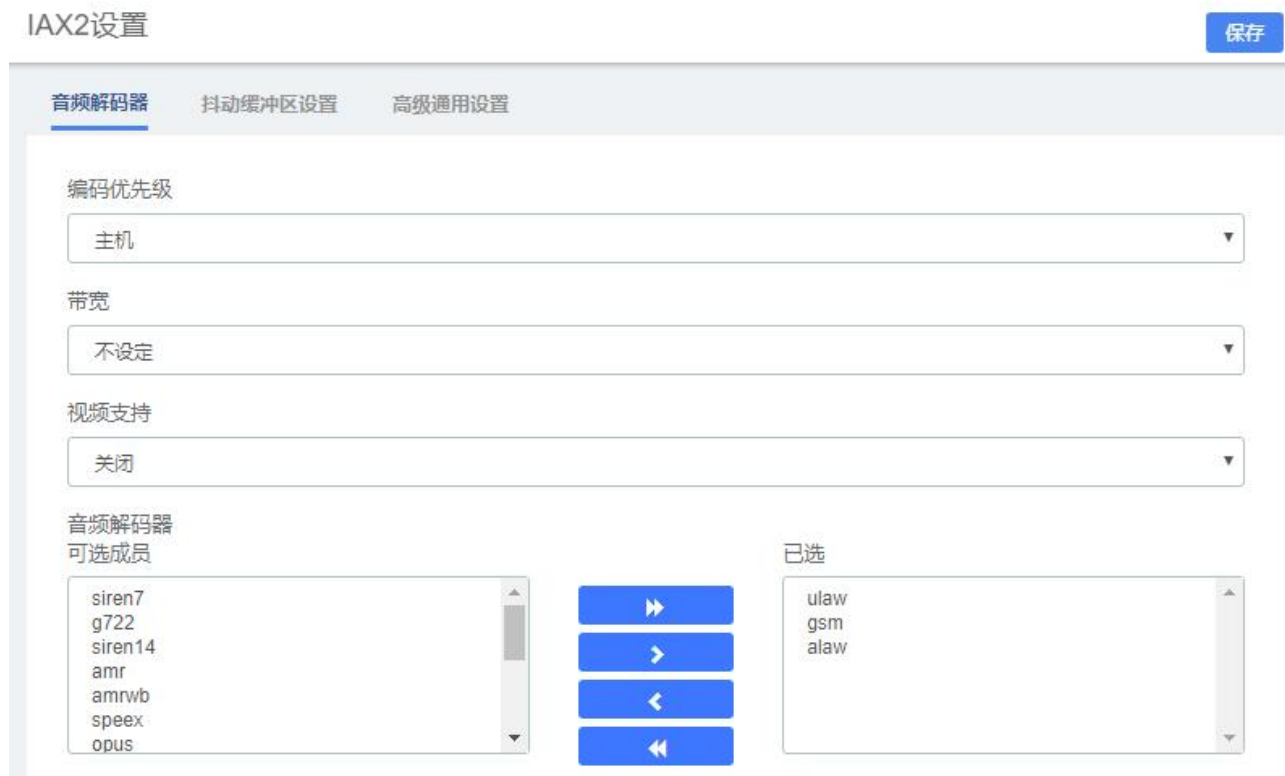 IAX2设置
保存
音频解码器 抖动缓冲区设置 高级通用设置
编码优先级
主机
带宽
不设定
视频支持
关闭
音频解码器
可选成员
siren7
g722
siren14
amr
amrwb
speex
opus
已选
ulaw
gsm
alaw